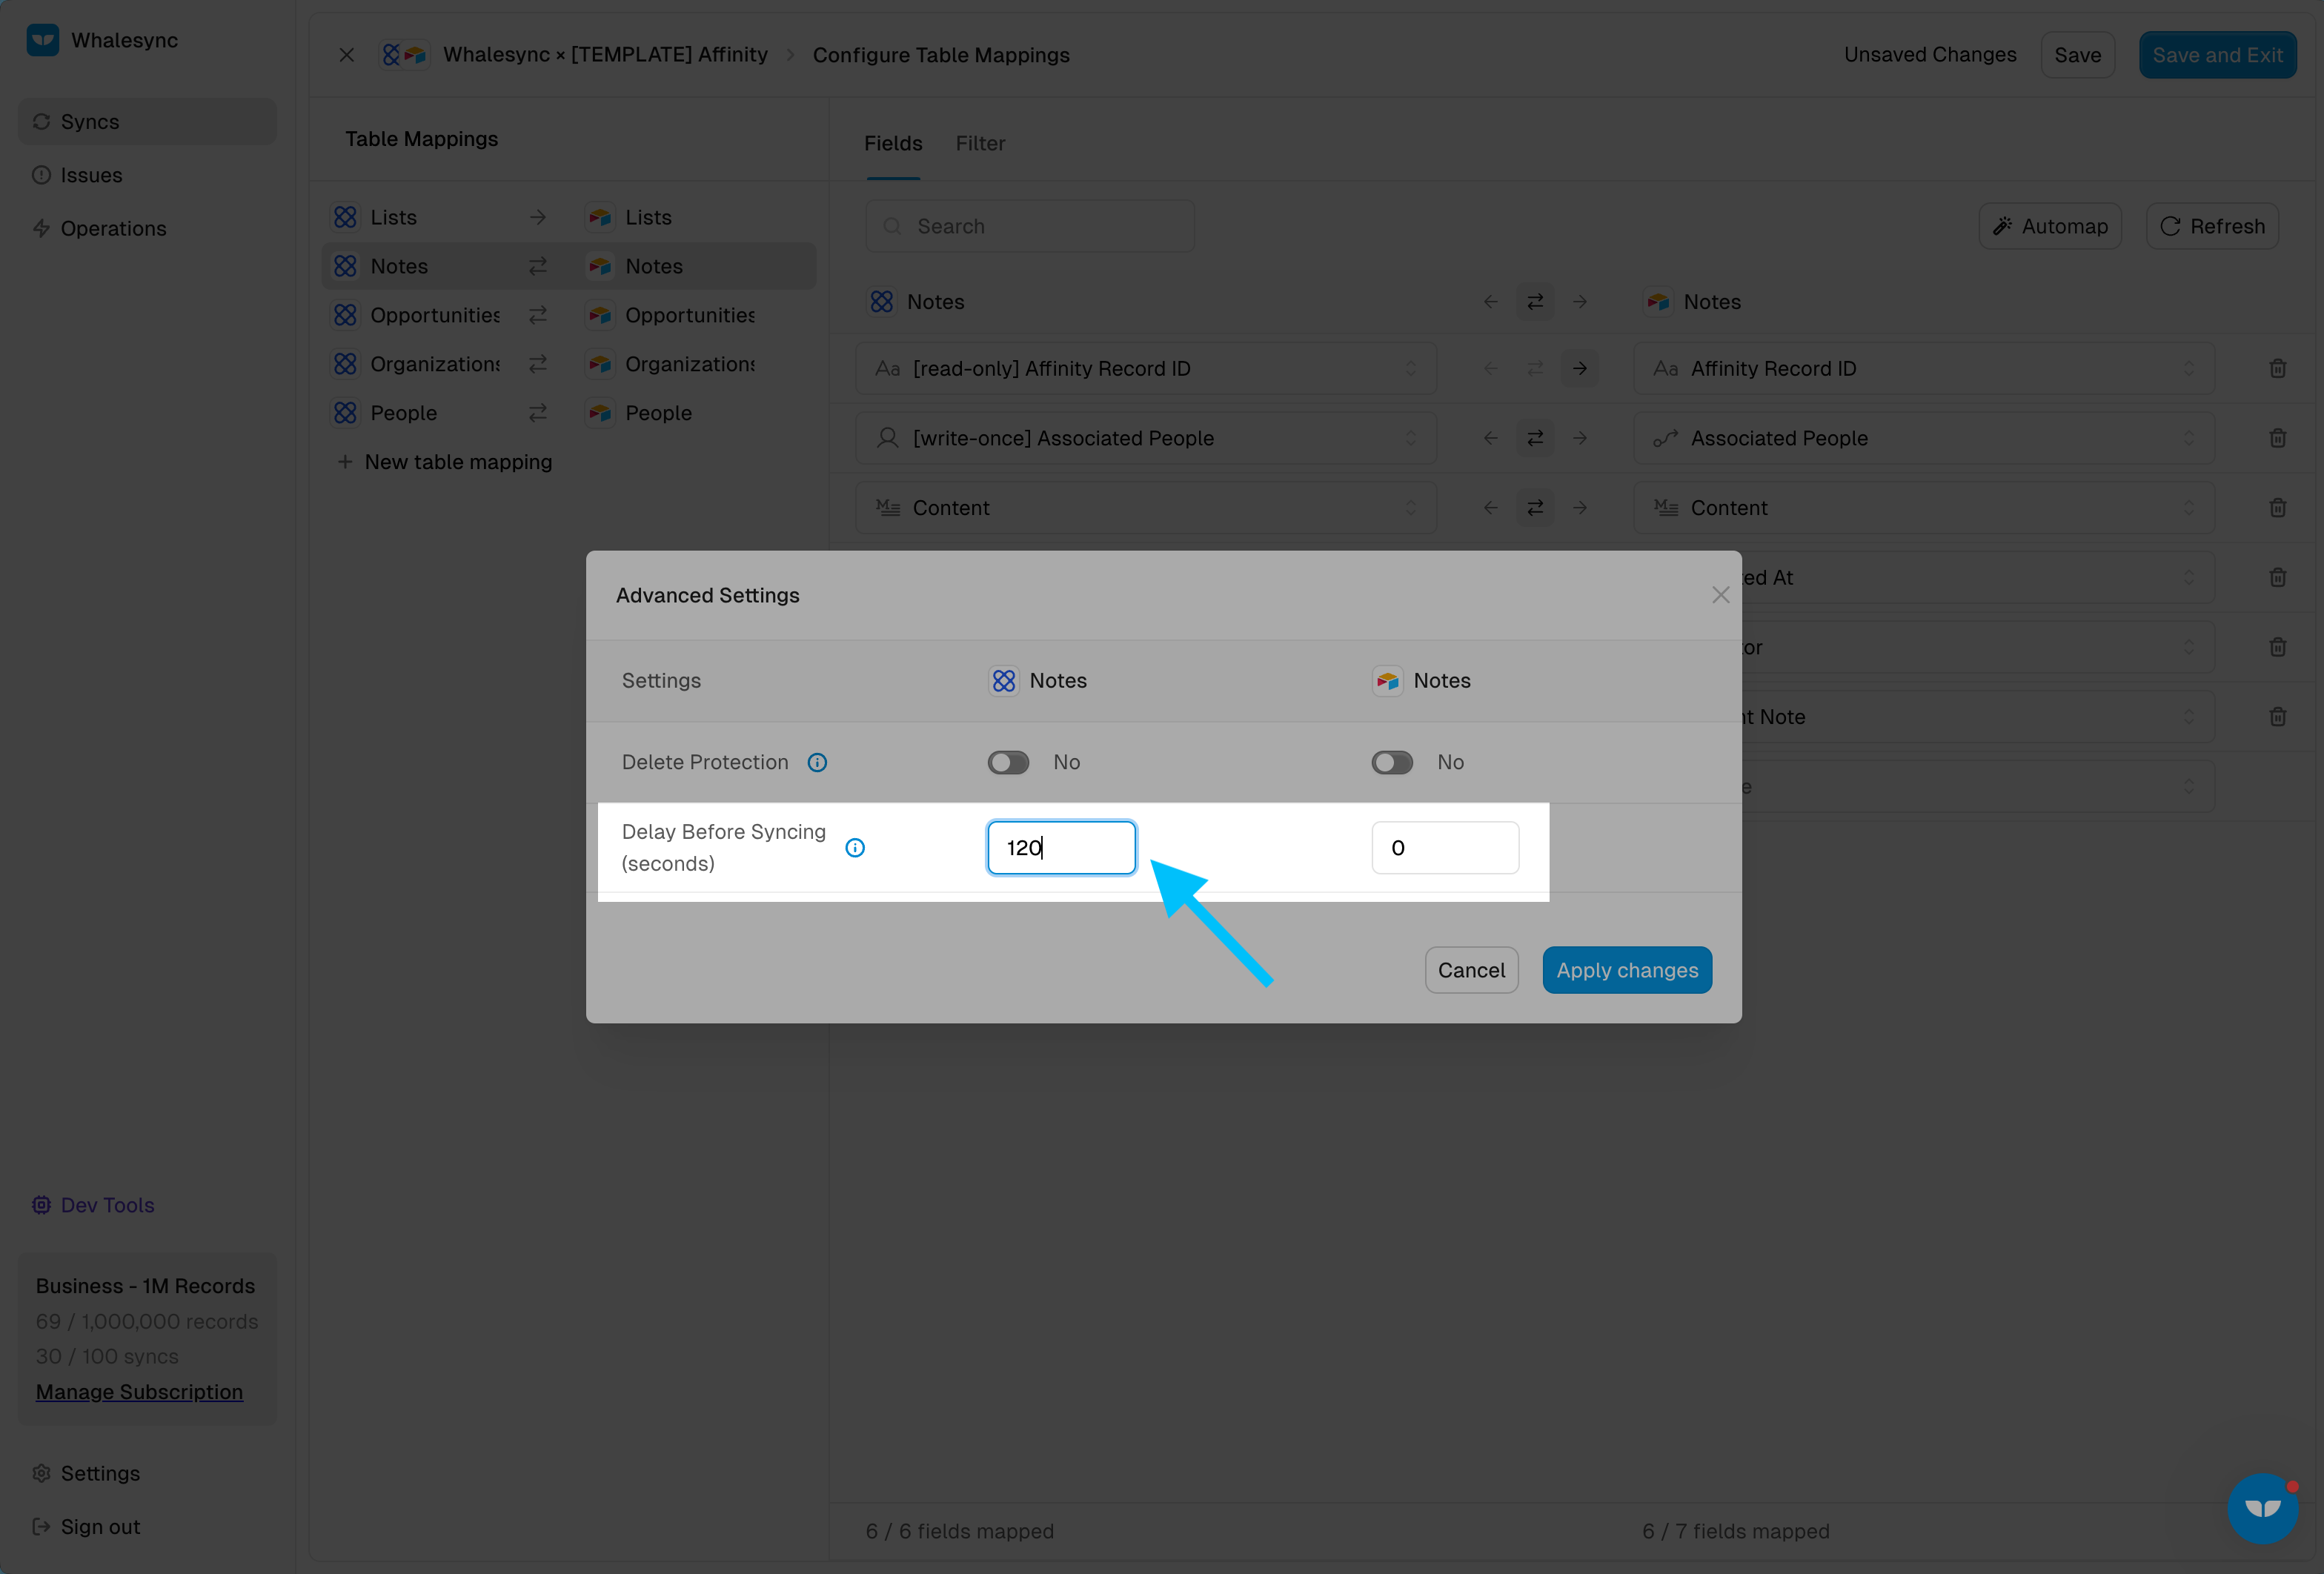 Whalesync
Syncs
Issues
Operations
Whalesync × [TEMPLATE] Affinity
Configure Table Mappings
Unsaved Changes
Save
Save and Exit
Table Mappings
Lists
Lists
Notes
Notes
Opportunities
Opportunities
Organizations
Organizations
People
People
New table mapping
Fields
Filter
Search
Automap
Refresh
Notes
Notes
Aa [read-only] Affinity Record ID
Aa Affinity Record ID
[write-once] Associated People
Associated People
Content
Content
ed At
or
t Note
e
Advanced Settings
Settings
Notes
Notes
Delete Protection
No
No
Delay Before Syncing
(seconds)
120
0
Cancel
Apply changes
Dev Tools
Business - 1M Records
69 / 1,000,000 records
30 / 100 syncs
Manage Subscription
Settings
Sign out
6 / 6 fields mapped
6 / 7 fields mapped